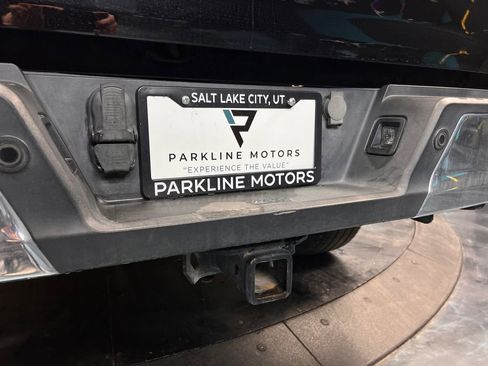 SALT LAKE CITY, UT
PARKLINE MOTORS
"EXPERIENCE THE VALUE"
PARKLINE MOTORS